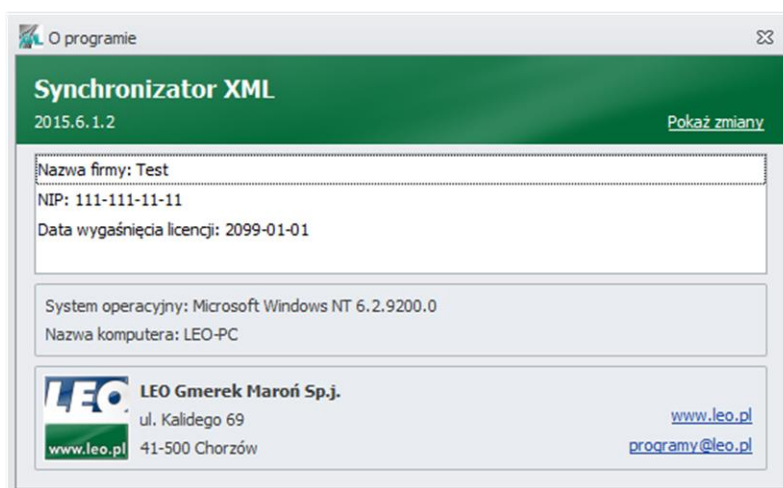 O programie
Synchronizator XML
2015.6.1.2
Pokaż zmiany
Nazwa firmy: Test
NIP: 111-111-11-11
Data wygaśnięcia licencji: 2099-01-01
System operacyjny: Microsoft Windows NT 6.2.9200.0
Nazwa komputera: LEO-PC
LEO
www.leo.pl
LEO Gmerek Maroń Sp.j.
ul. Kalidego 69
41-500 Chorzów
www.leo.pl
programy@leo.pl